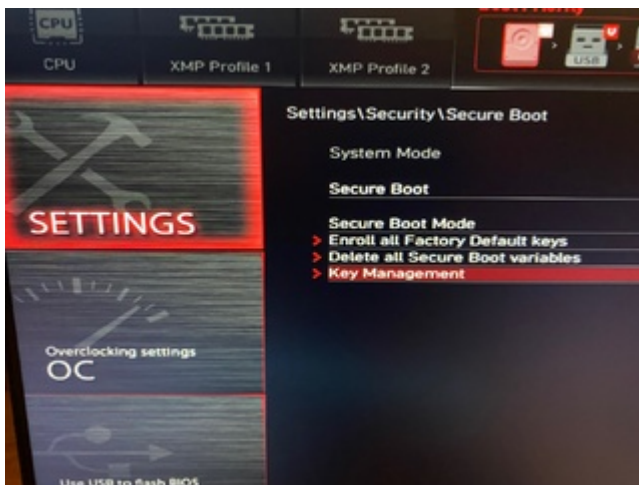 CPU
CPU
XMP Profile 1
XMP Profile 2
USB
Settings\Security\Secure Boot
System Mode
Secure Boot
Secure Boot Mode
> Enroll all Factory Default keys
> Delete all Secure Boot variables
> Key Management
SETTINGS
Overclocking settings
OC
Use USB to flash BIOS